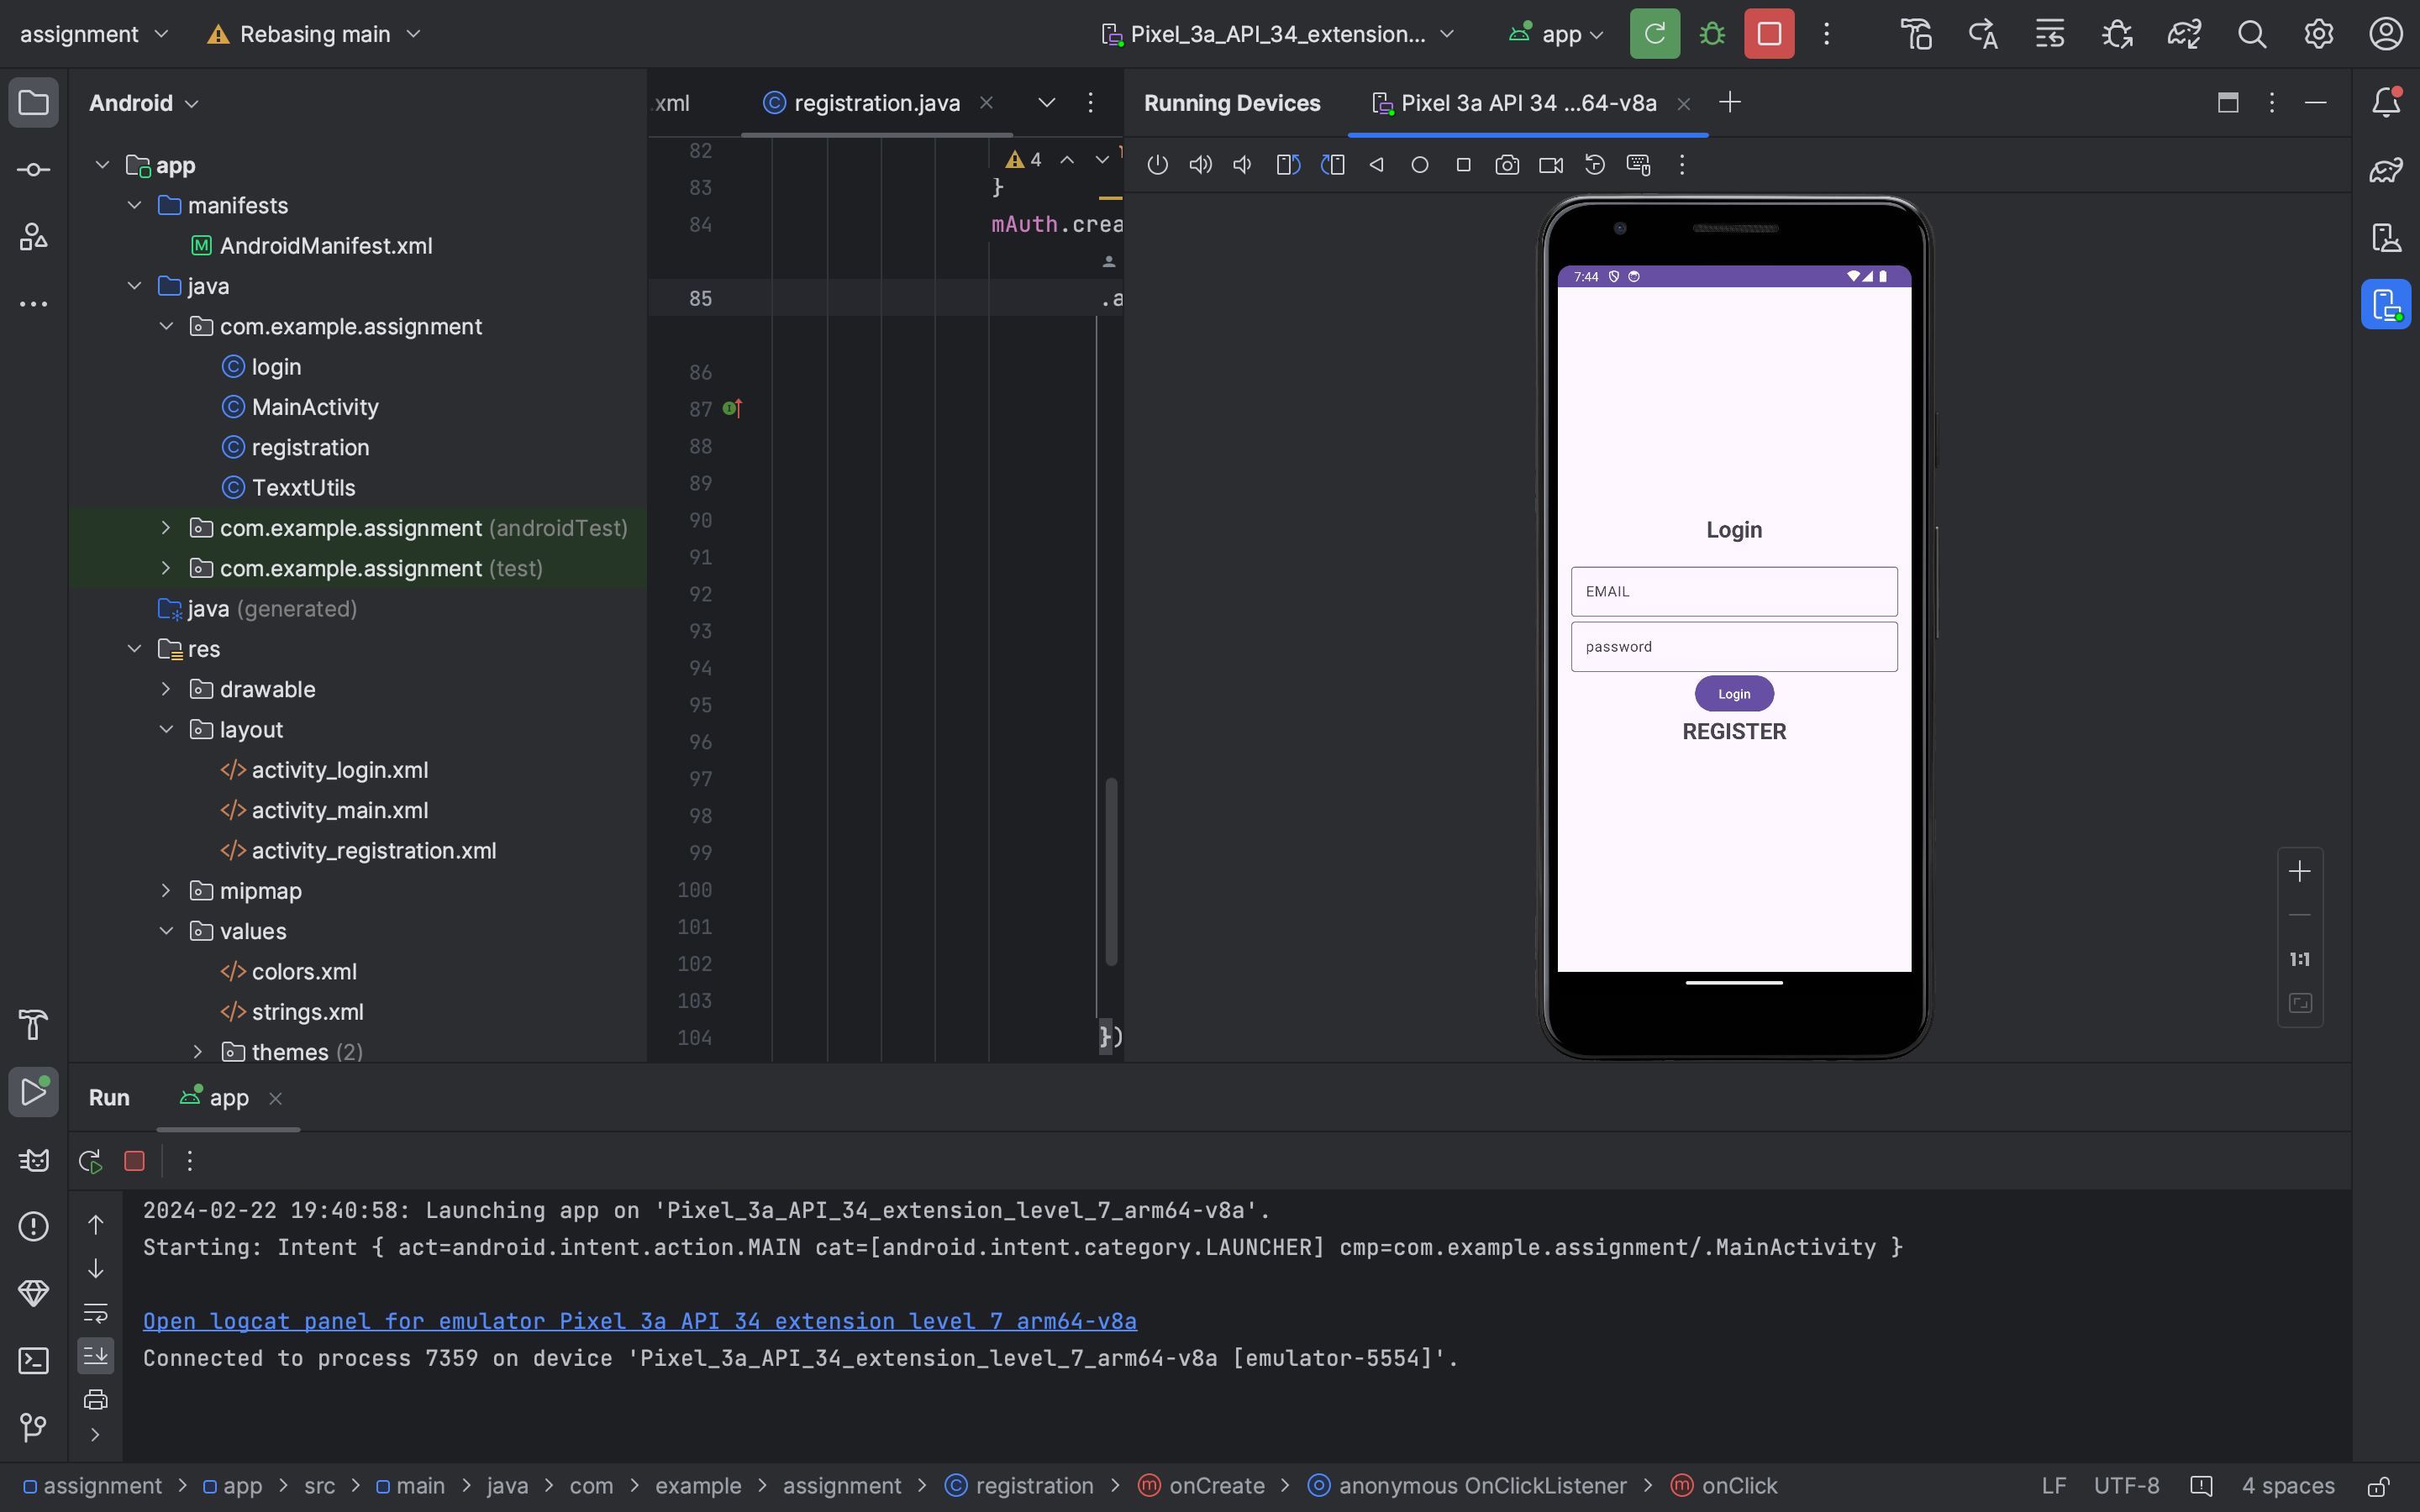 assignment
Rebasing main
Pixel_3a_API_34_extension...
app
Android
.xml
registration.java
Running Devices
Pixel 3a API 34 ...64-v8a
app
manifests
AndroidManifest.xml
java
com.example.assignment
login
MainActivity
registration
TexxtUtils
com.example.assignment (androidTest)
com.example.assignment (test)
java (generated)
res
drawable
layout
activity_login.xml
activity_main.xml
activity_registration.xml
mipmap
values
colors.xml
strings.xml
themes (2)
82
4
83 }
84 mAuth.crea
85 .a
86
87
88
89
90
91
92
93
94
95
96
97
98
99
100
101
102
103
104 })
7:44
Login
EMAIL
password
Login
REGISTER
1:1
Run
app
2024-02-22 19:40:58: Launching app on 'Pixel_3a_API_34_extension_level_7_arm64-v8a'.
Starting: Intent { act=android.intent.action.MAIN cat=[android.intent.category.LAUNCHER] cmp=com.example.assignment/.MainActivity }
Open logcat panel for emulator Pixel 3a API 34 extension level 7 arm64-v8a
Connected to process 7359 on device 'Pixel_3a_API_34_extension_level_7_arm64-v8a [emulator-5554]'.
assignment > app > src > main > java > com > example > assignment > registration > onCreate > anonymous OnClickListener > onClick
LF UTF-8 4 spaces